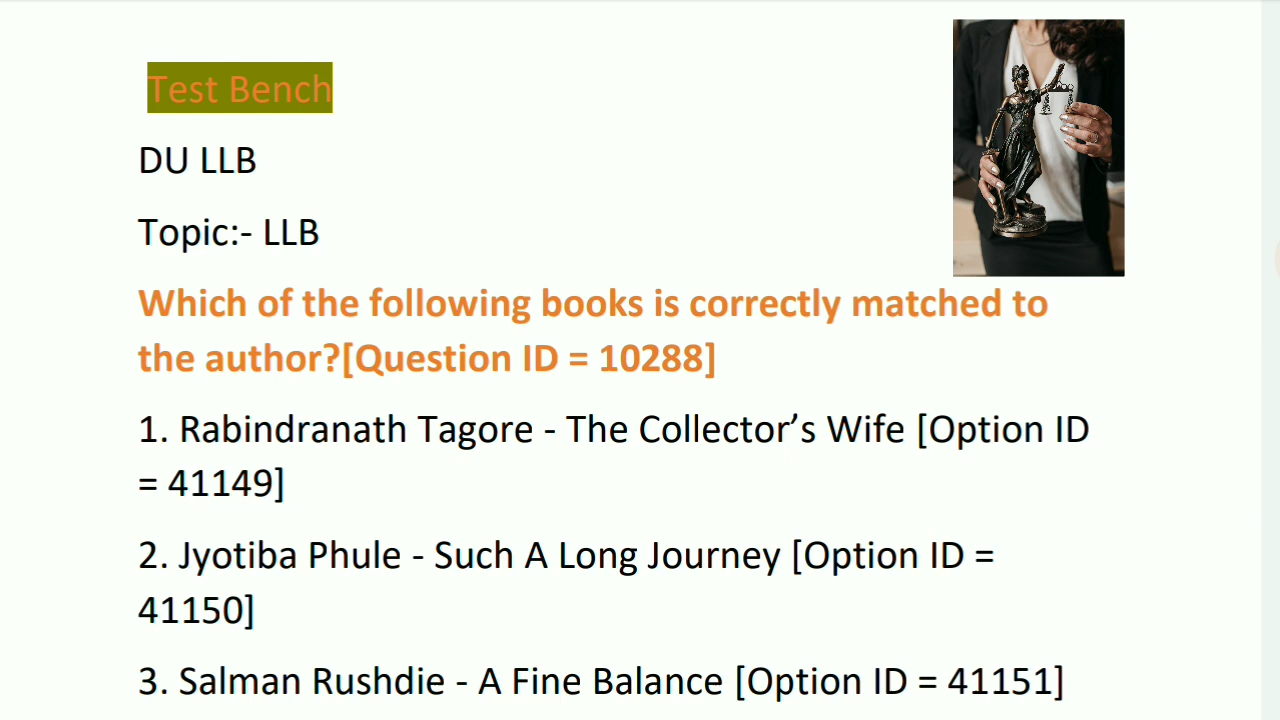 Test Bench
DU LLB
Topic:- LLB
Which of the following books is correctly matched to
the author?[Question ID = 10288]
1. Rabindranath Tagore - The Collector’s Wife [Option ID
= 41149]
2. Jyotiba Phule - Such A Long Journey [Option ID =
41150]
3. Salman Rushdie - A Fine Balance [Option ID = 41151]